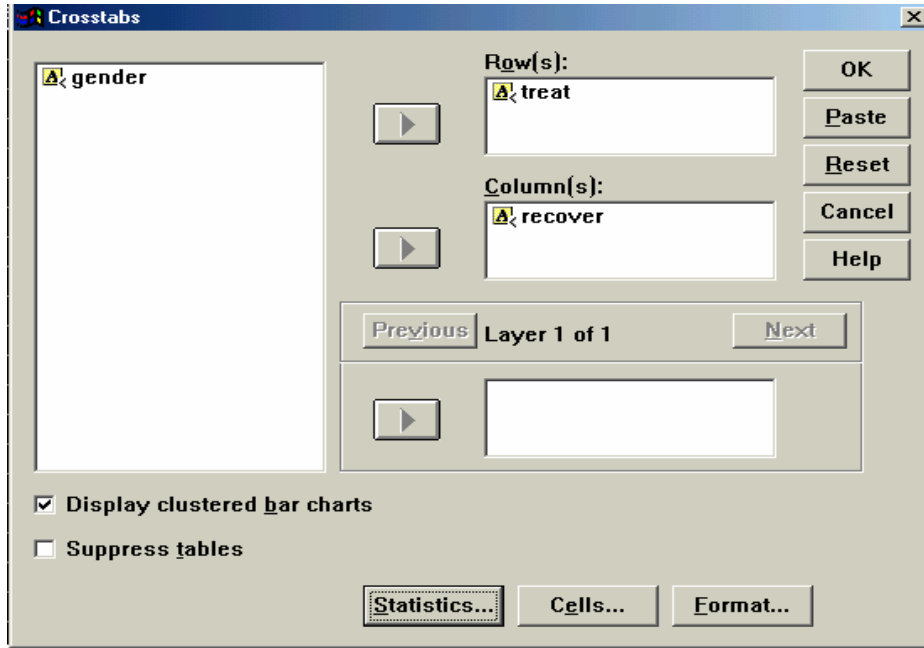 Crosstabs
gender
Row(s):
treat
Column(s):
recover
OK
Paste
Reset
Cancel
Help
Previous
Layer 1 of 1
Next
Display clustered bar charts
Suppress tables
Statistics...
Cells...
Format...